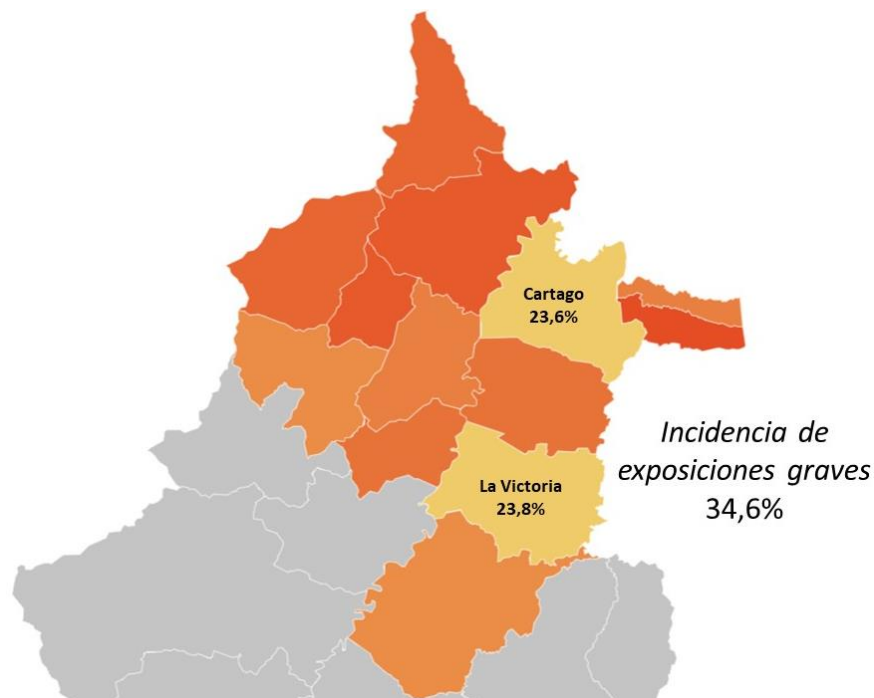 Cartago
23,6%
Incidencia de
exposiciones graves
34,6%
La Victoria
23,8%